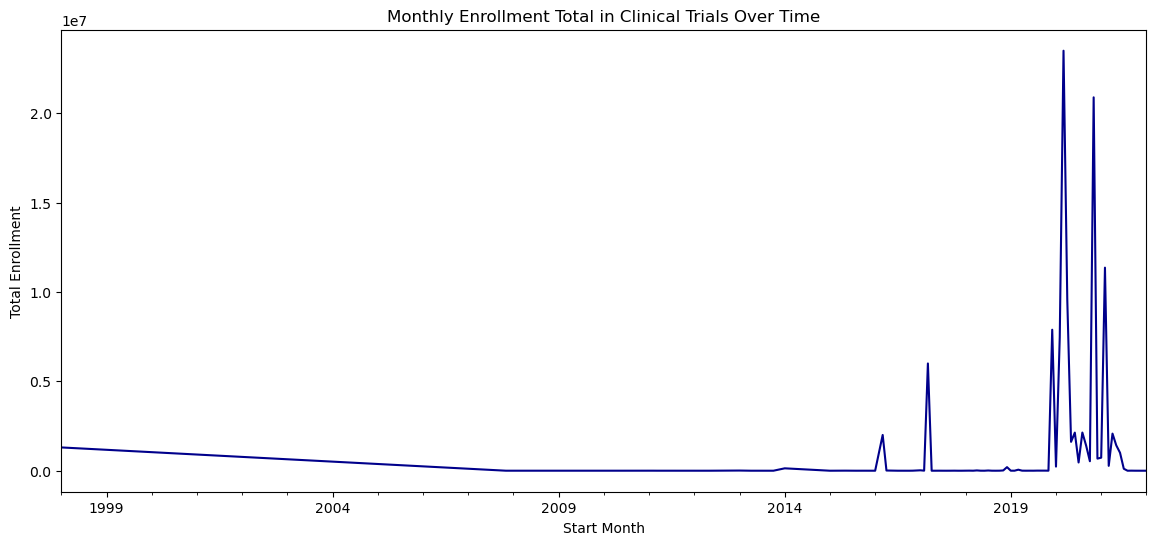 Monthly Enrollment Total in Clinical Trials Over Time
1e7
2.0
1.5
1.0
0.5
0.0
Total Enrollment
1999 2004 2009 2014 2019
Start Month